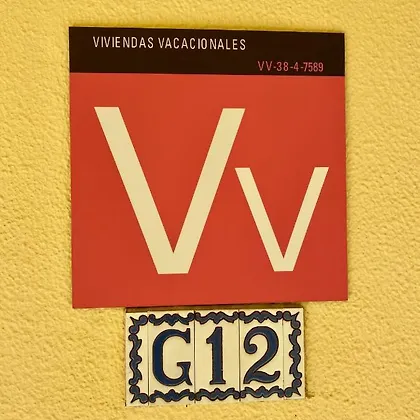 VIVIENDAS VACACIONALES
VV-38-4-7589
Vv
G12